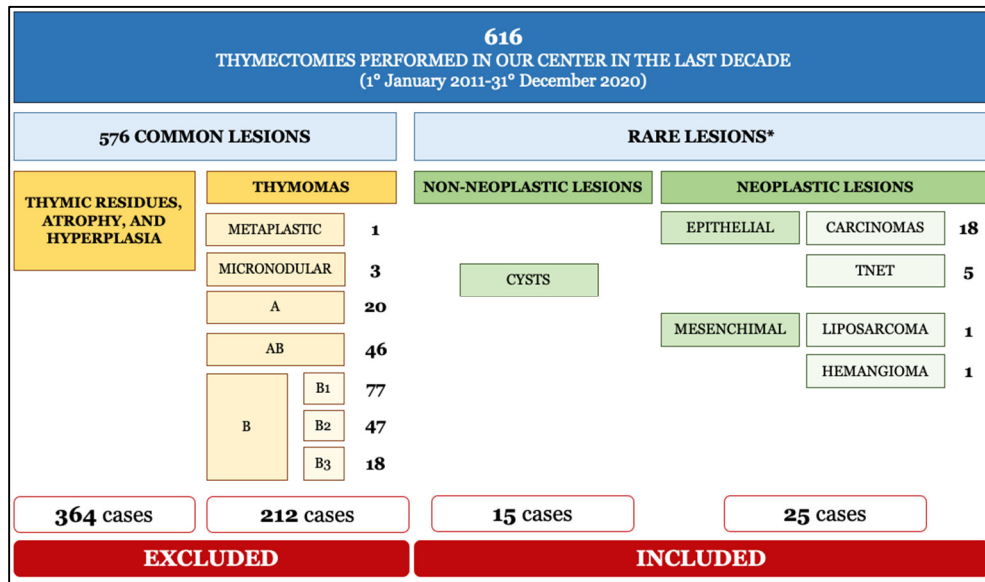 616
THYMECTOMIES PERFORMED IN OUR CENTER IN THE LAST DECADE
(1° January 2011-31° December 2020)
576 COMMON LESIONS
RARE LESIONS*
THYMIC RESIDUES,
ATROPHY, AND
HYPERPLASIA
THYMOMAS
METAPLASTIC 1
MICRONODULAR 3
A 20
AB 46
B
B1 77
B2 47
B3 18
NON-NEOPLASTIC LESIONS
CYSTS
NEOPLASTIC LESIONS
EPITHELIAL
CARCINOMAS 18
TNET 5
MESENCHIMAL
LIPOSARCOMA 1
HEMANGIOMA 1
364 cases
212 cases
15 cases
25 cases
EXCLUDED
INCLUDED